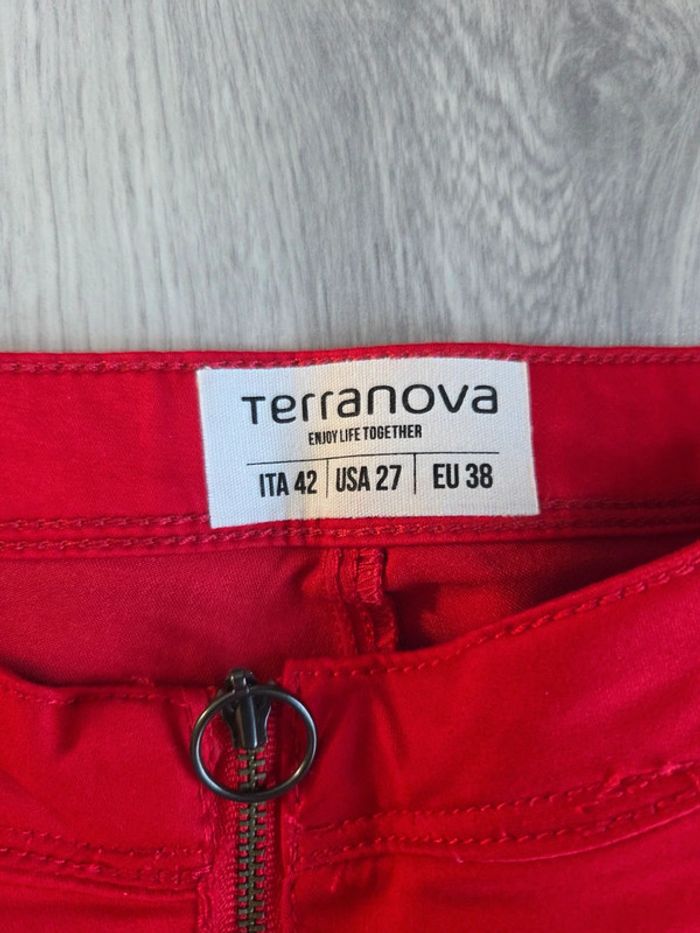 Terranova
ENJOY LIFE TOGETHER
ITA 42 | USA 27 | EU 38